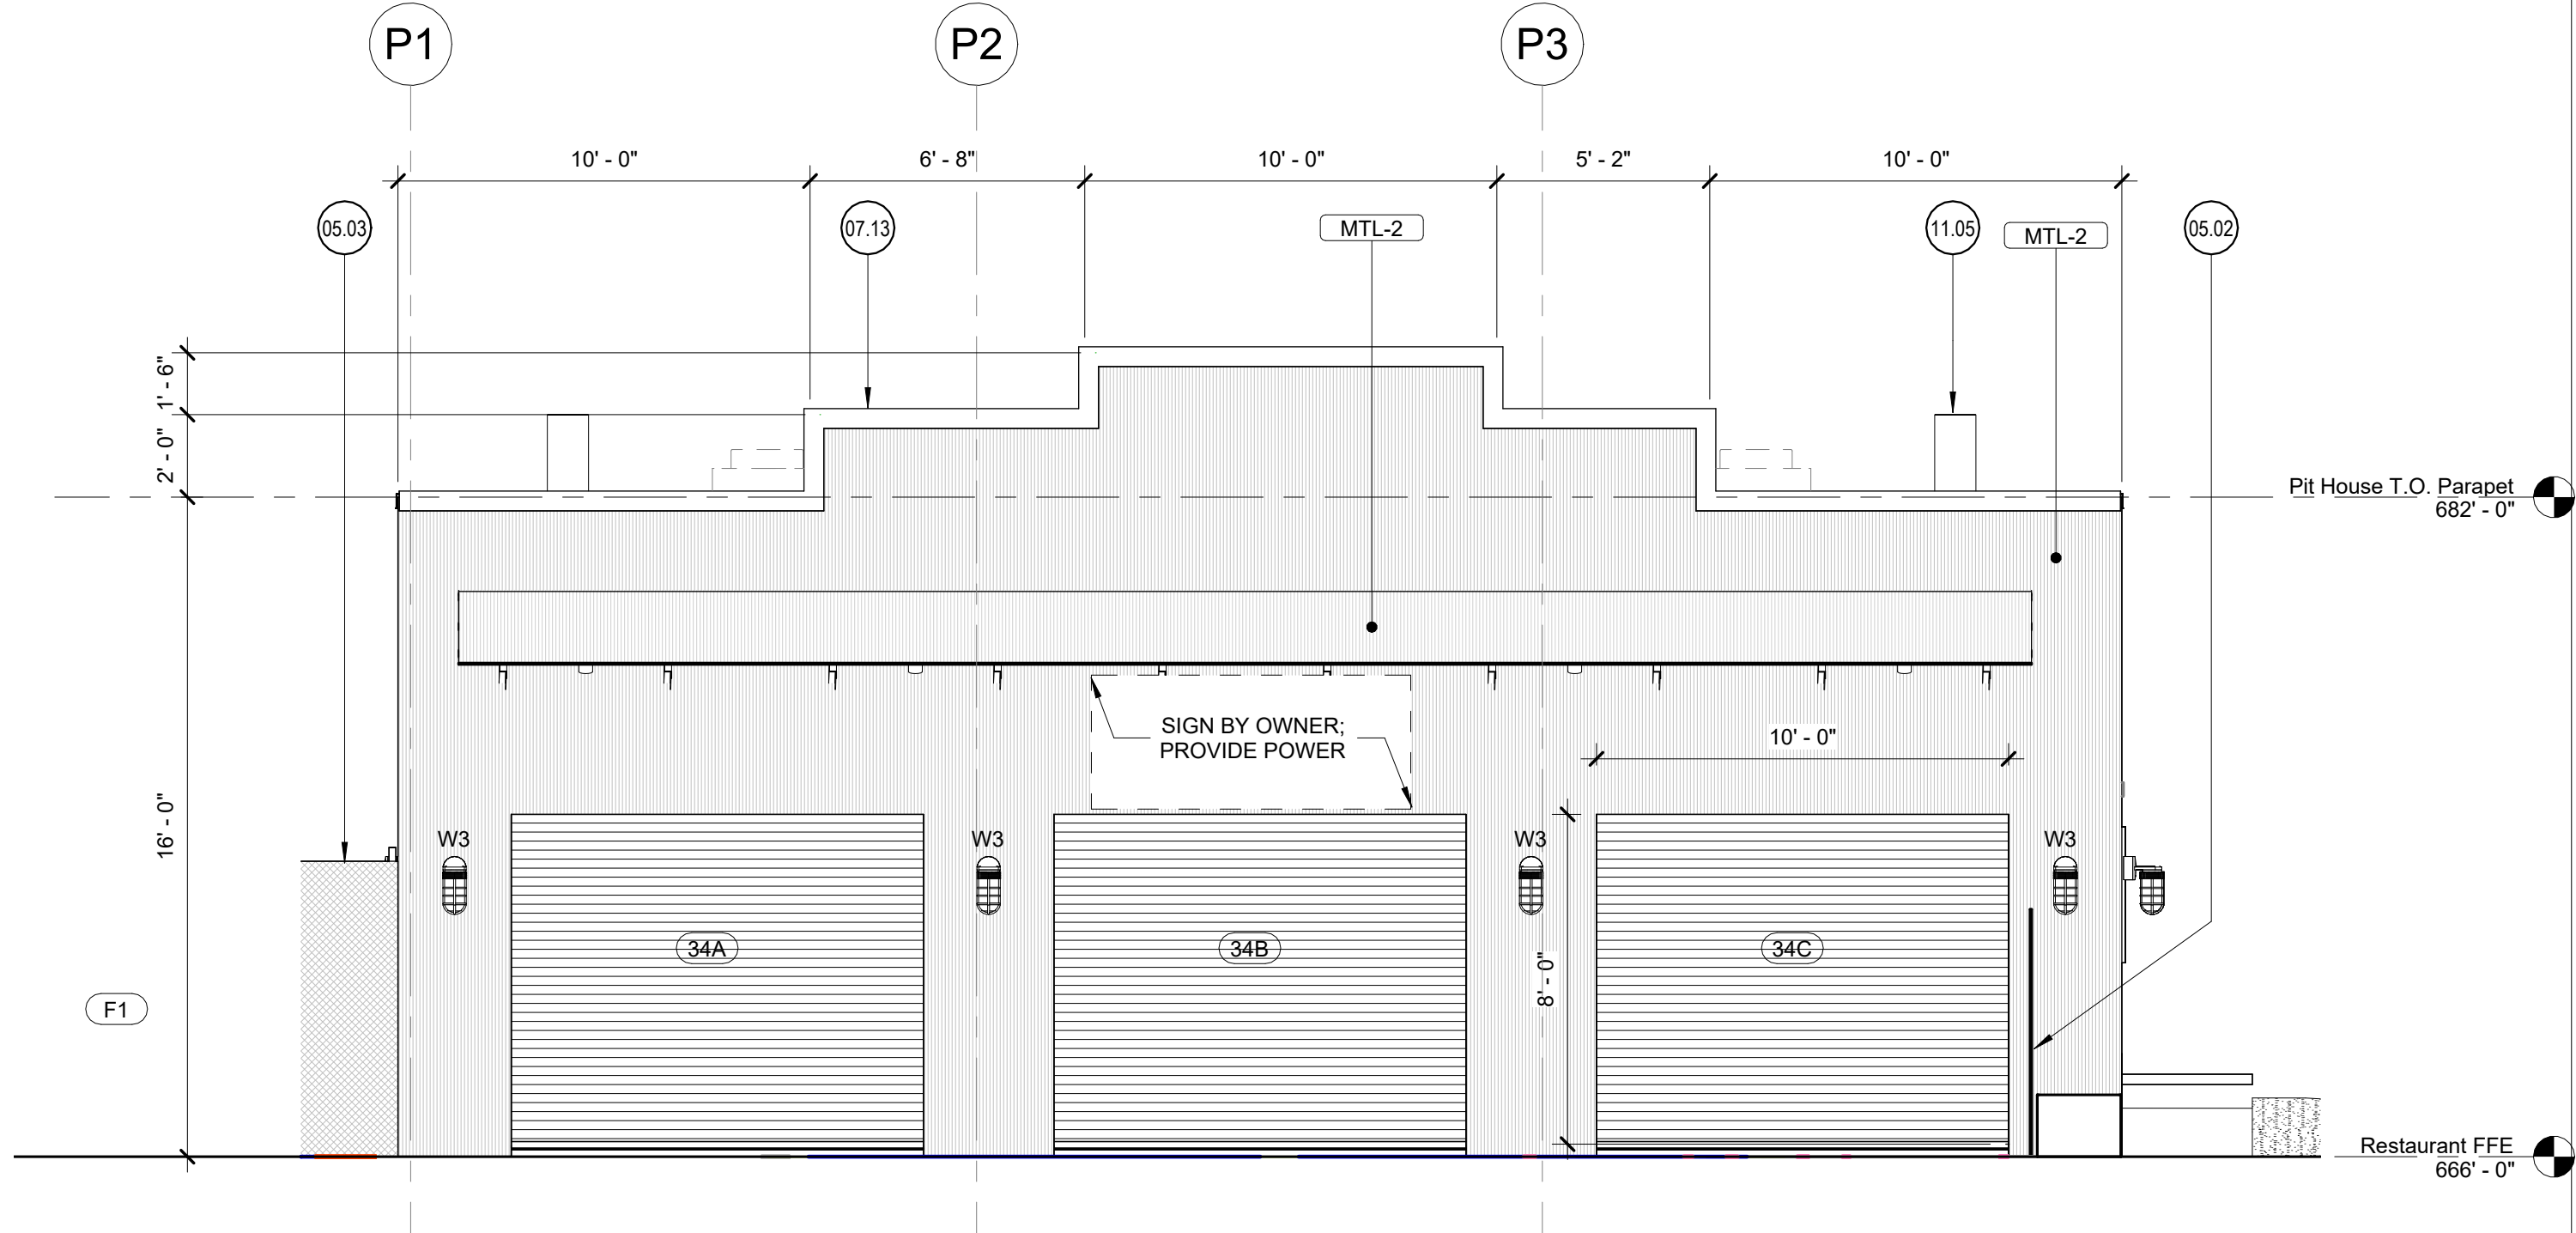 P1
P2
P3
10' - 0"
6' - 8"
10' - 0"
5' - 2"
10' - 0"
05.03
07.13
MTL-2
11.05
MTL-2
05.02
1' - 6"
2' - 0"
16' - 0"
Pit House T.O. Parapet
682' - 0"
SIGN BY OWNER;
PROVIDE POWER
10' - 0"
W3
W3
W3
W3
34A
34B
34C
8' - 0"
F1
Restaurant FFE
666' - 0"